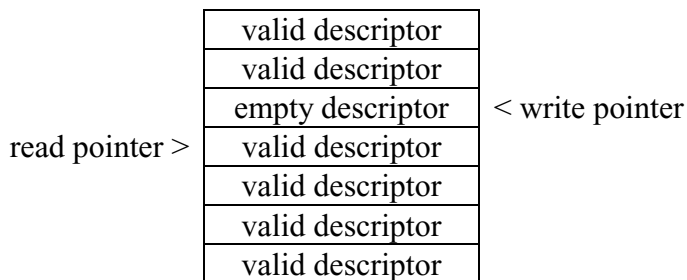 valid descriptor
valid descriptor
empty descriptor < write pointer
read pointer > valid descriptor
valid descriptor
valid descriptor
valid descriptor